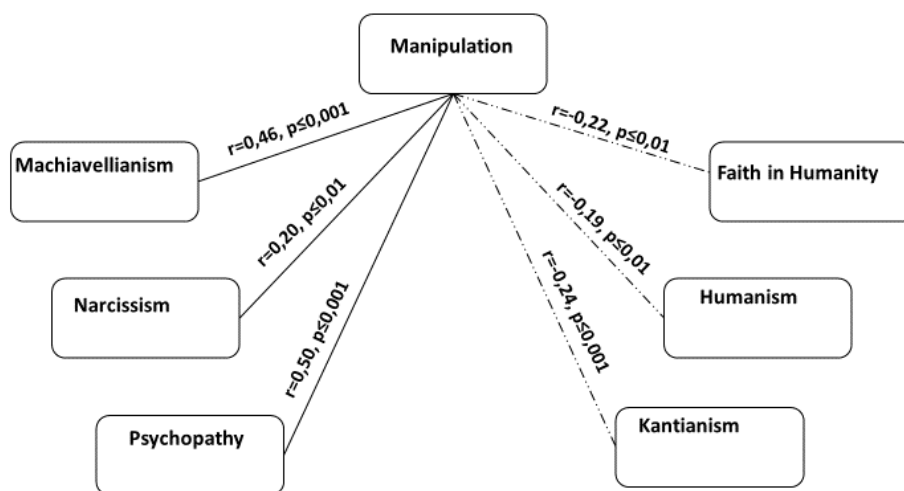 Manipulation
r=0,46, p≤0,001
r=-0,22, p≤0,01
Machiavellianism
Faith in Humanity
r=0,20, p≤0,01
r=-0,19, p≤0,01
Narcissism
Humanism
r=0,50, p≤0,001
r=-0,24, p≤0,001
Psychopathy
Kantianism